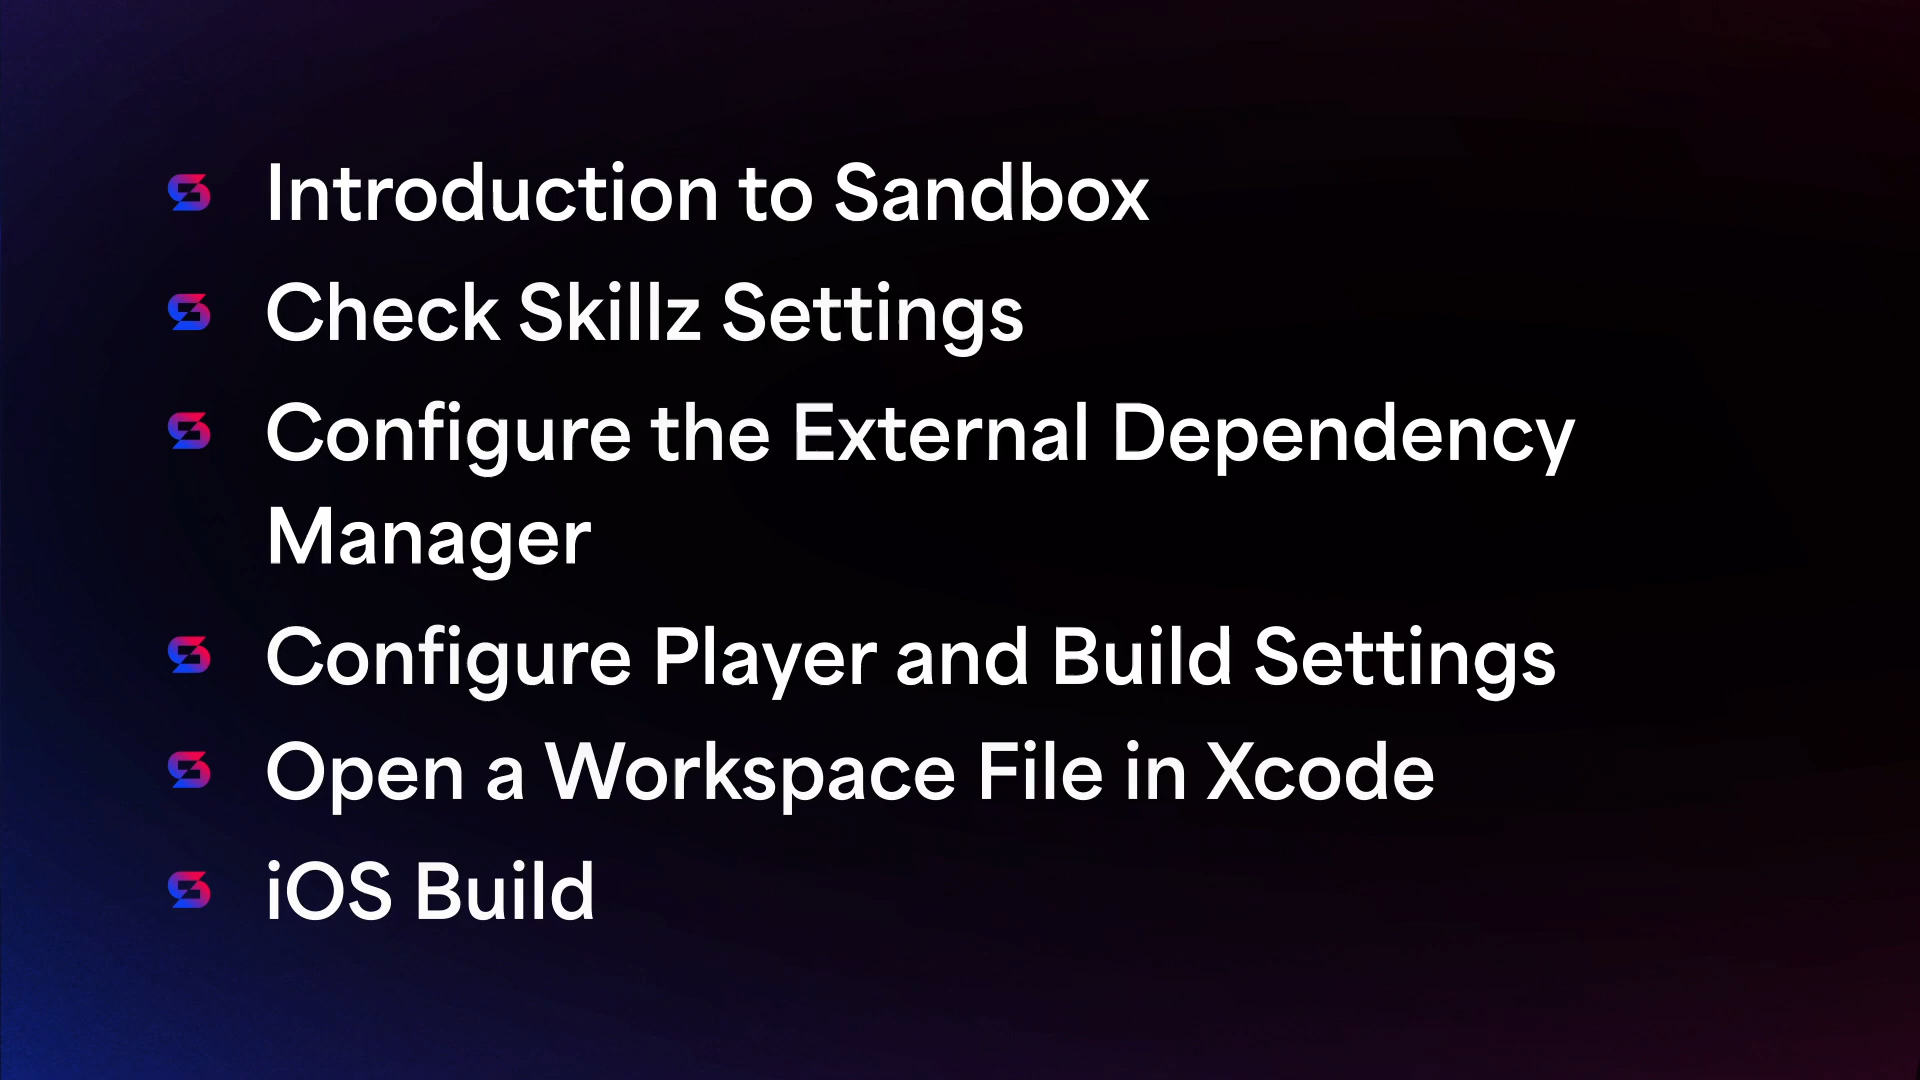 Introduction to Sandbox
Check Skillz Settings
Configure the External Dependency
Manager
Configure Player and Build Settings
Open a Workspace File in Xcode
iOS Build